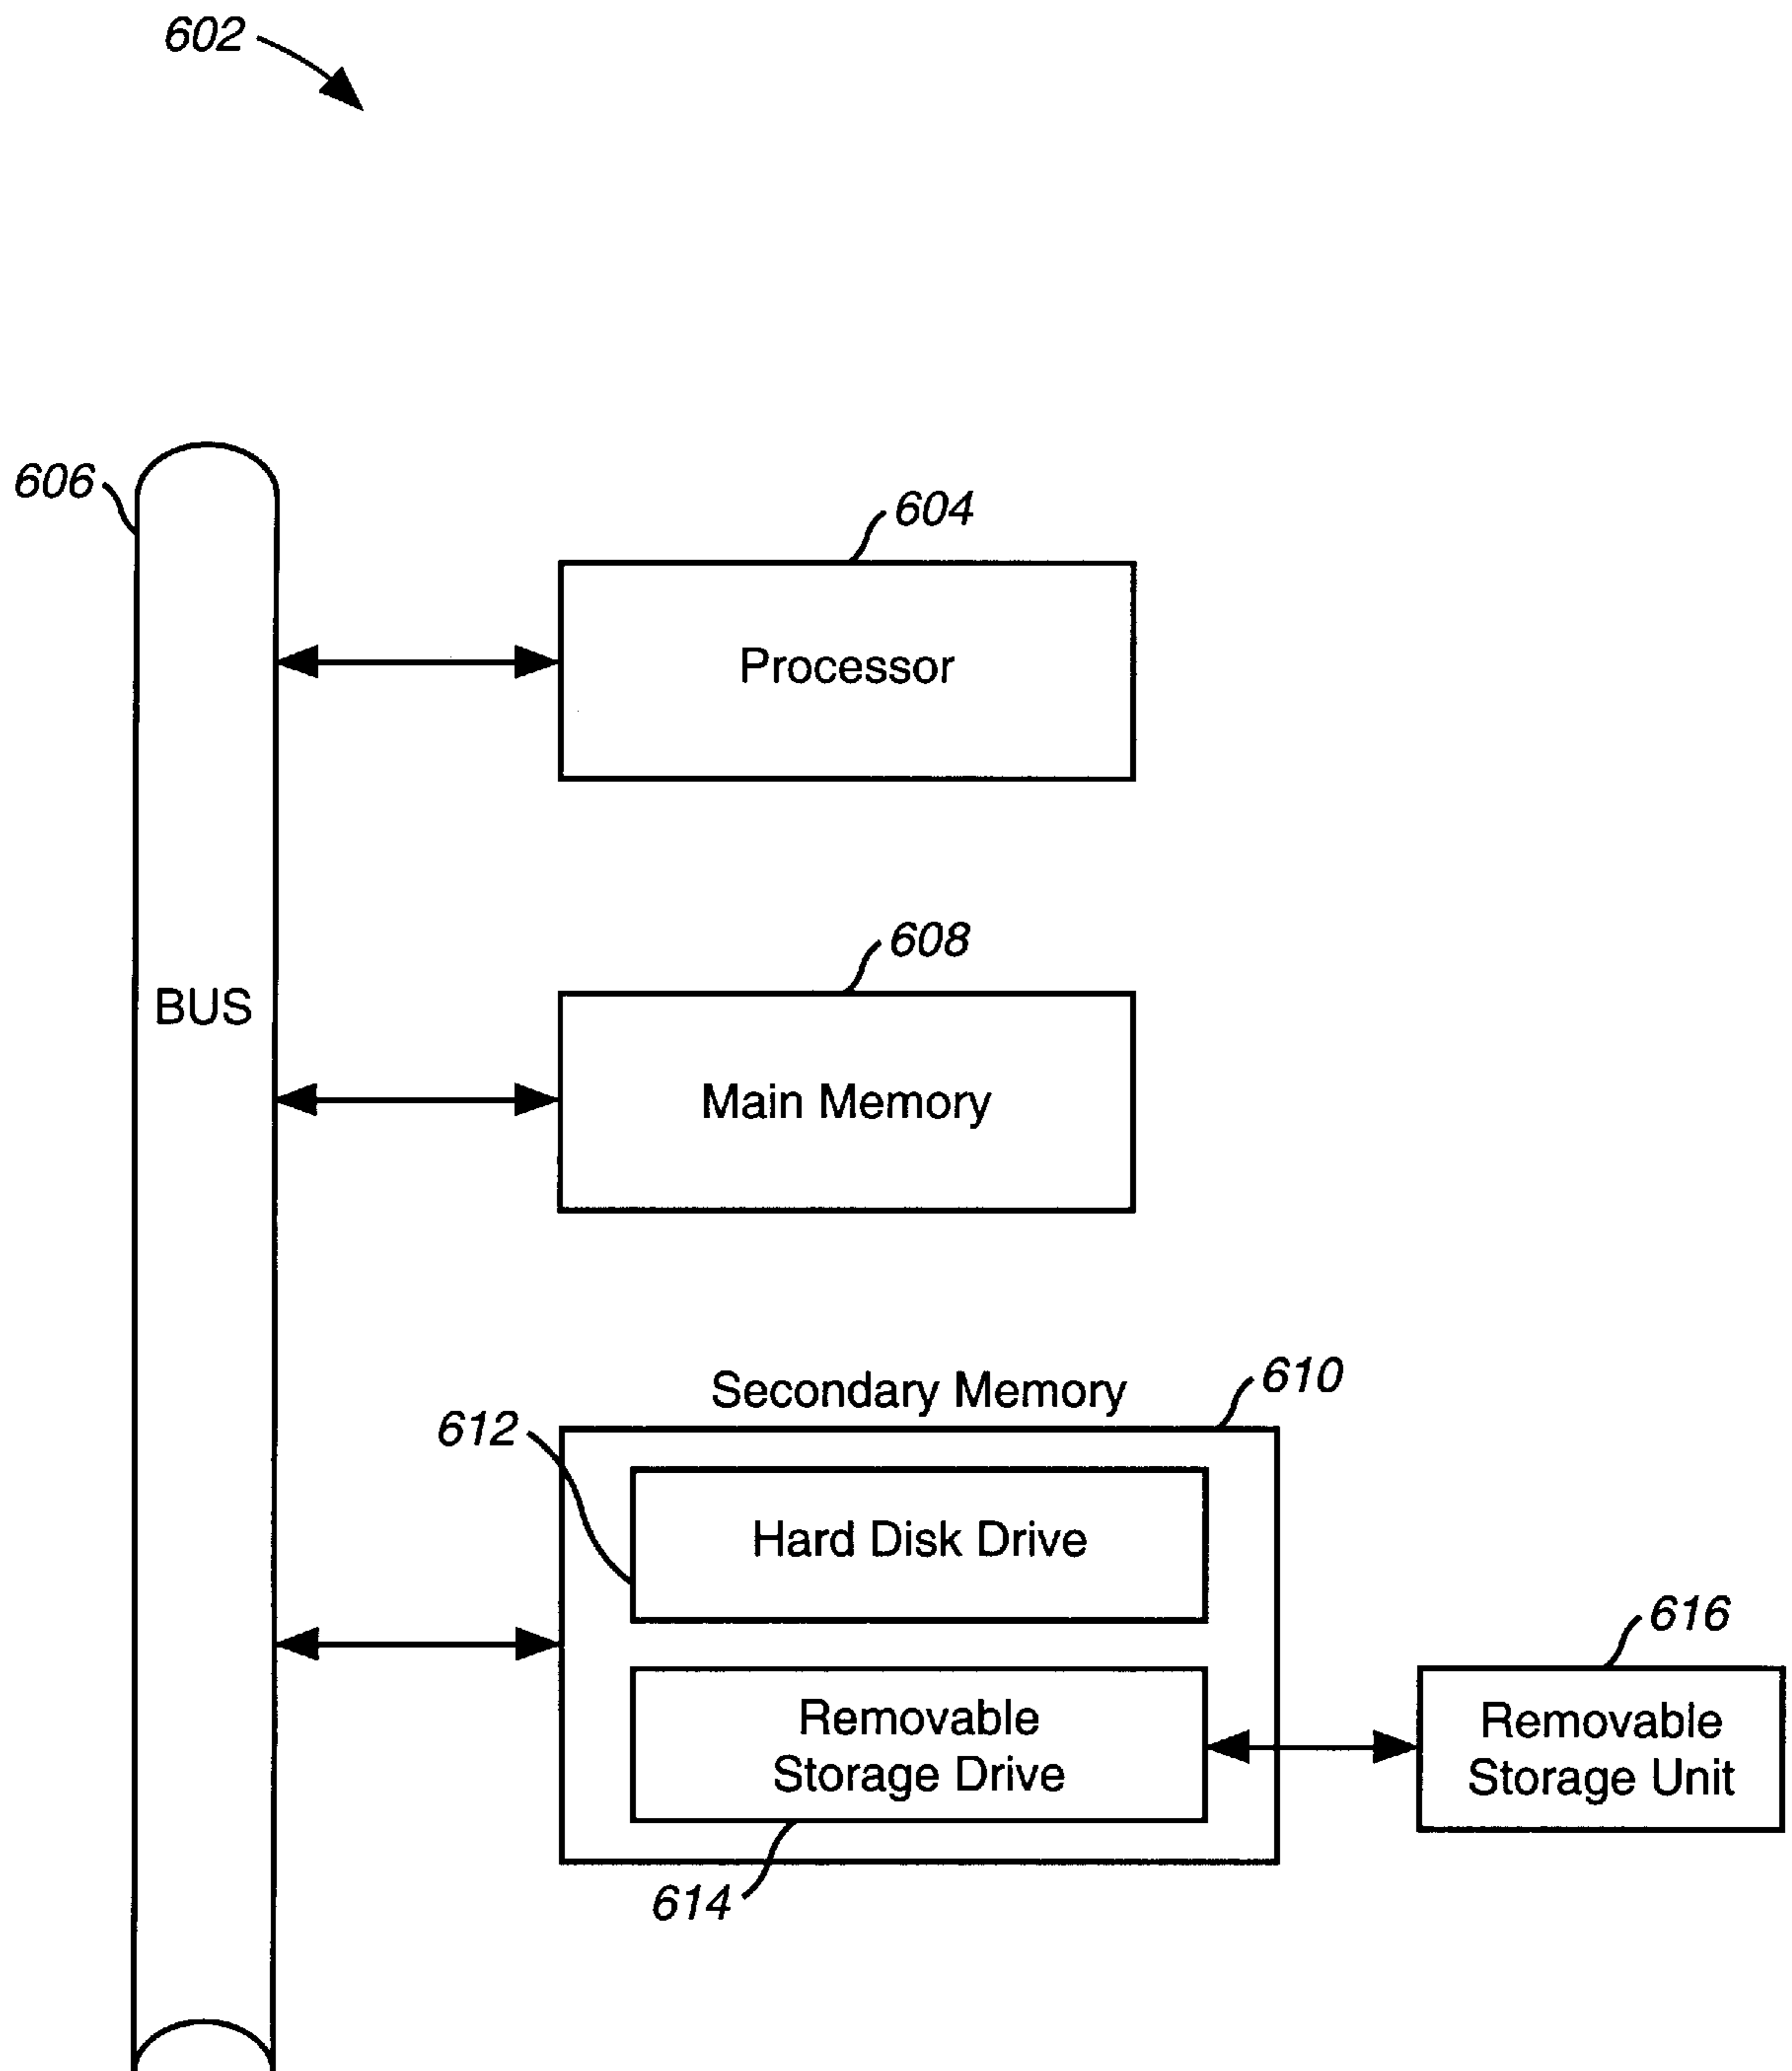 602
606
604
Processor
608
BUS
Main Memory
Secondary Memory
610
612
Hard Disk Drive
616
Removable
Storage Drive
Removable
Storage Unit
614